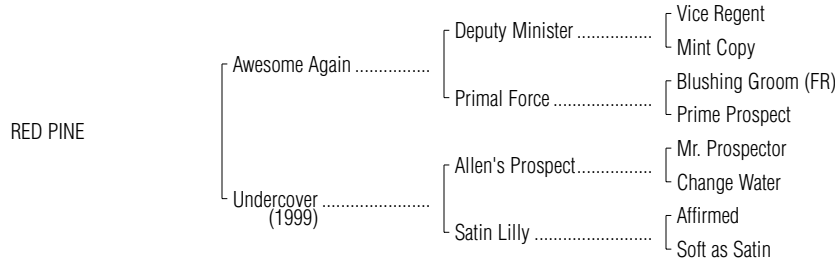 Vice Regent
Deputy Minister ................
Mint Copy
Awesome Again ................
Blushing Groom (FR)
Primal Force .....................
Prime Prospect
RED PINE
Mr. Prospector
Allen's Prospect................
Change Water
Undercover .......................
(1999)
Affirmed
Satin Lilly .........................
Soft as Satin